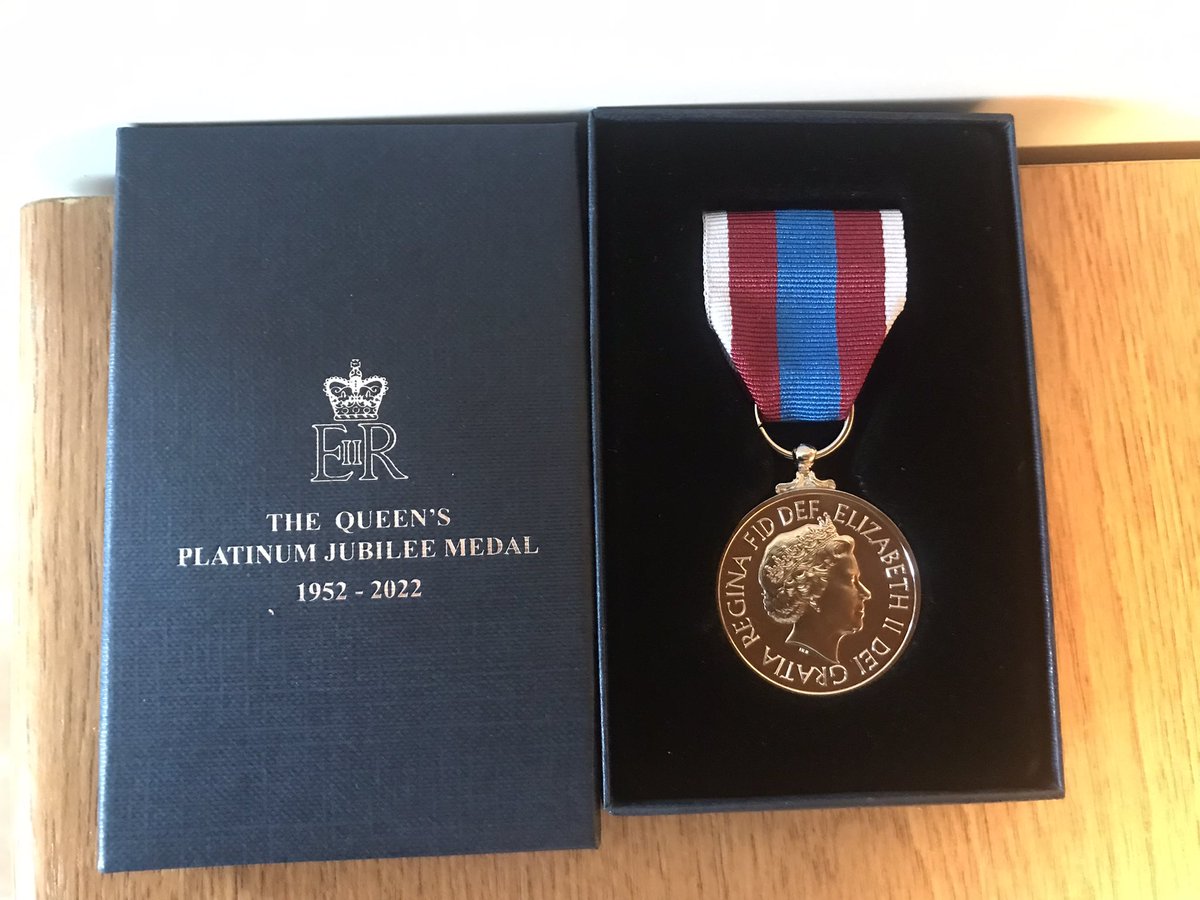 EIIR
THE QUEEN'S
PLATINUM JUBILEE MEDAL
1952 - 2022
ELIZABETH II DEI GRATIA REGINA FID DEF